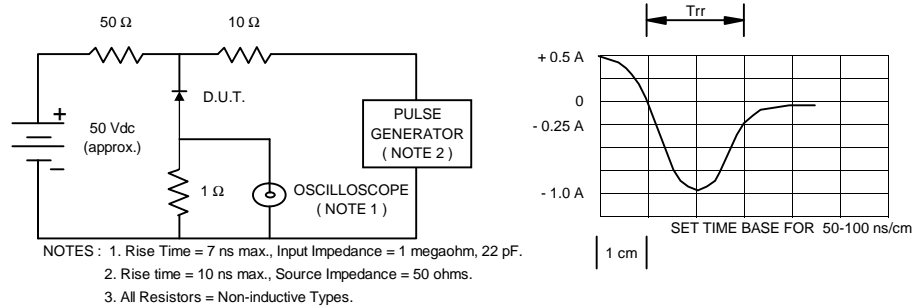 50 Ω
10 Ω
+
50 Vdc
(approx.)
−
D.U.T.
1 Ω
OSCILLOSCOPE
( NOTE 1 )
PULSE
GENERATOR
( NOTE 2 )
Trr
+ 0.5 A
0
- 0.25 A
- 1.0 A
SET TIME BASE FOR 50-100 ns/cm
1 cm
NOTES : 1. Rise Time = 7 ns max., Input Impedance = 1 megaohm, 22 pF.
2. Rise time = 10 ns max., Source Impedance = 50 ohms.
3. All Resistors = Non-inductive Types.